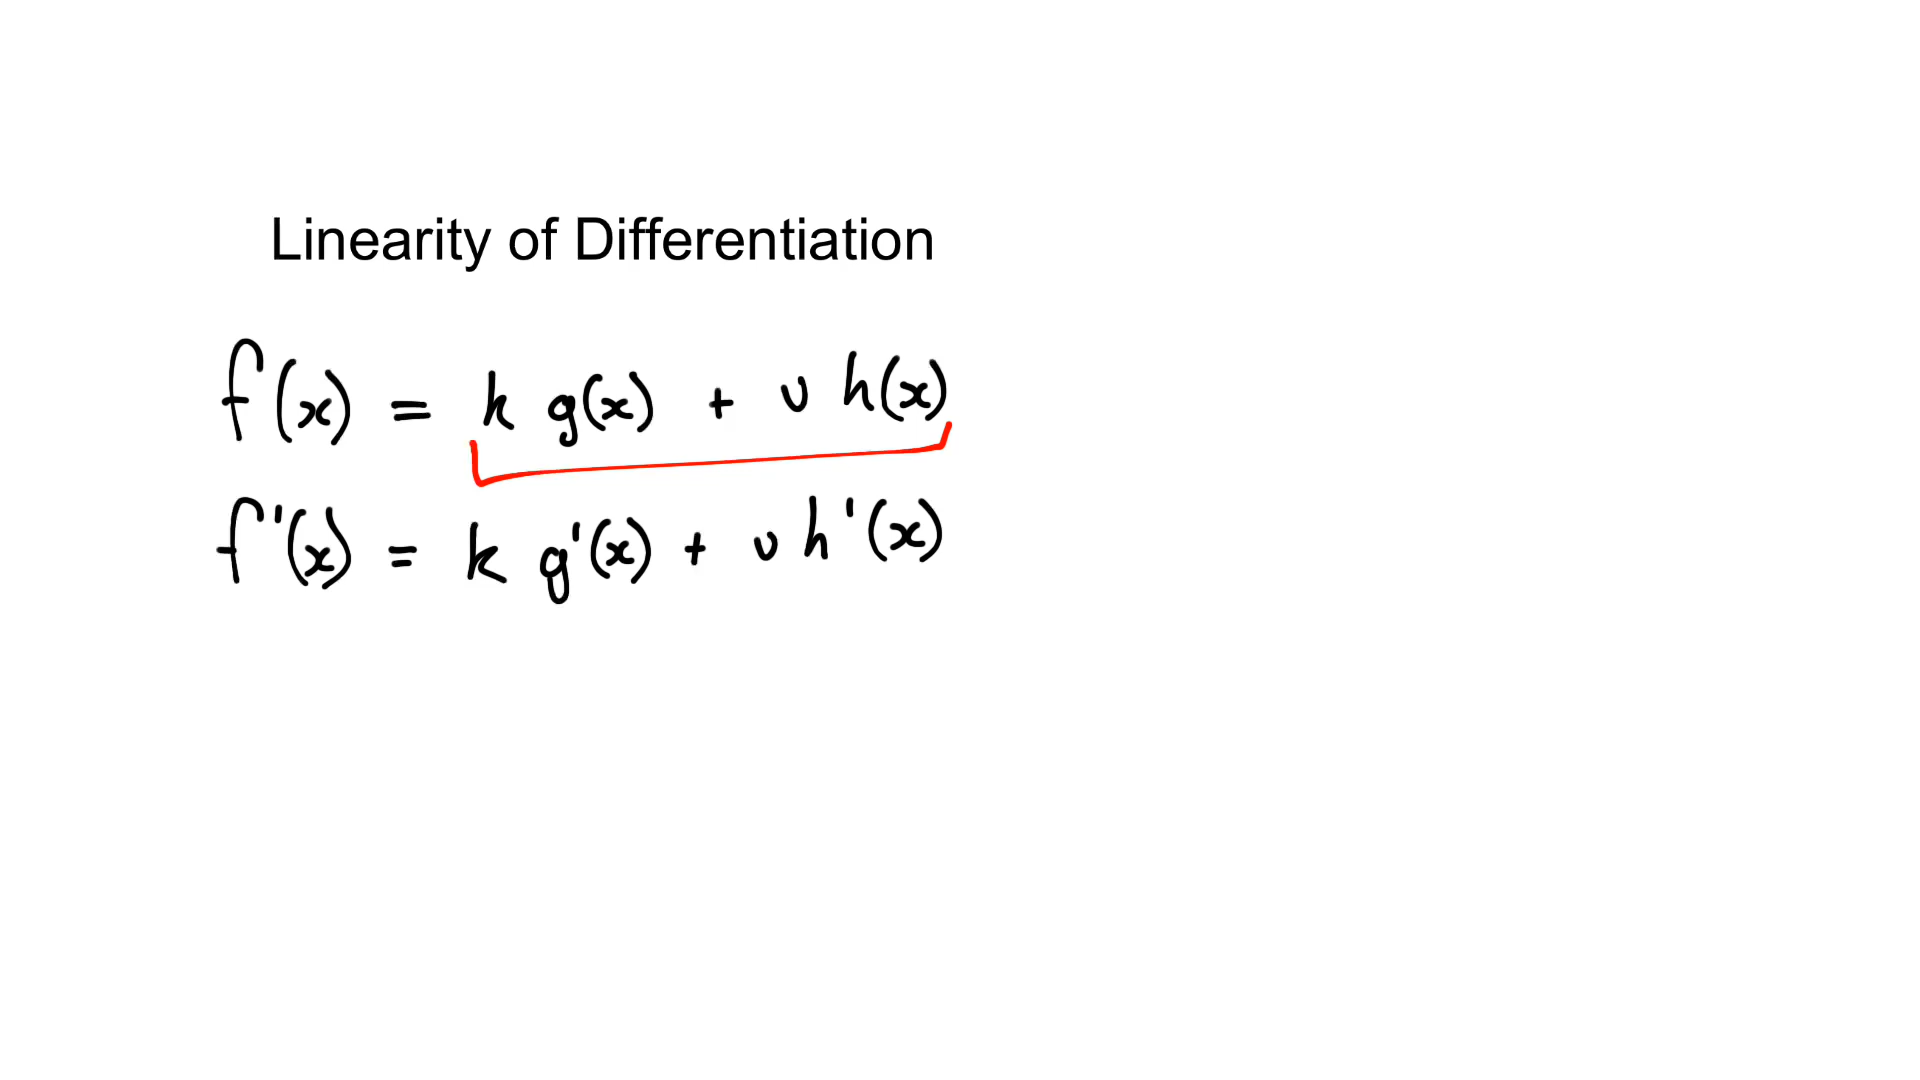 Linearity of Differentiation
f(x) = k g(x) + v h(x)
f'(x) = k g'(x) + v h'(x)